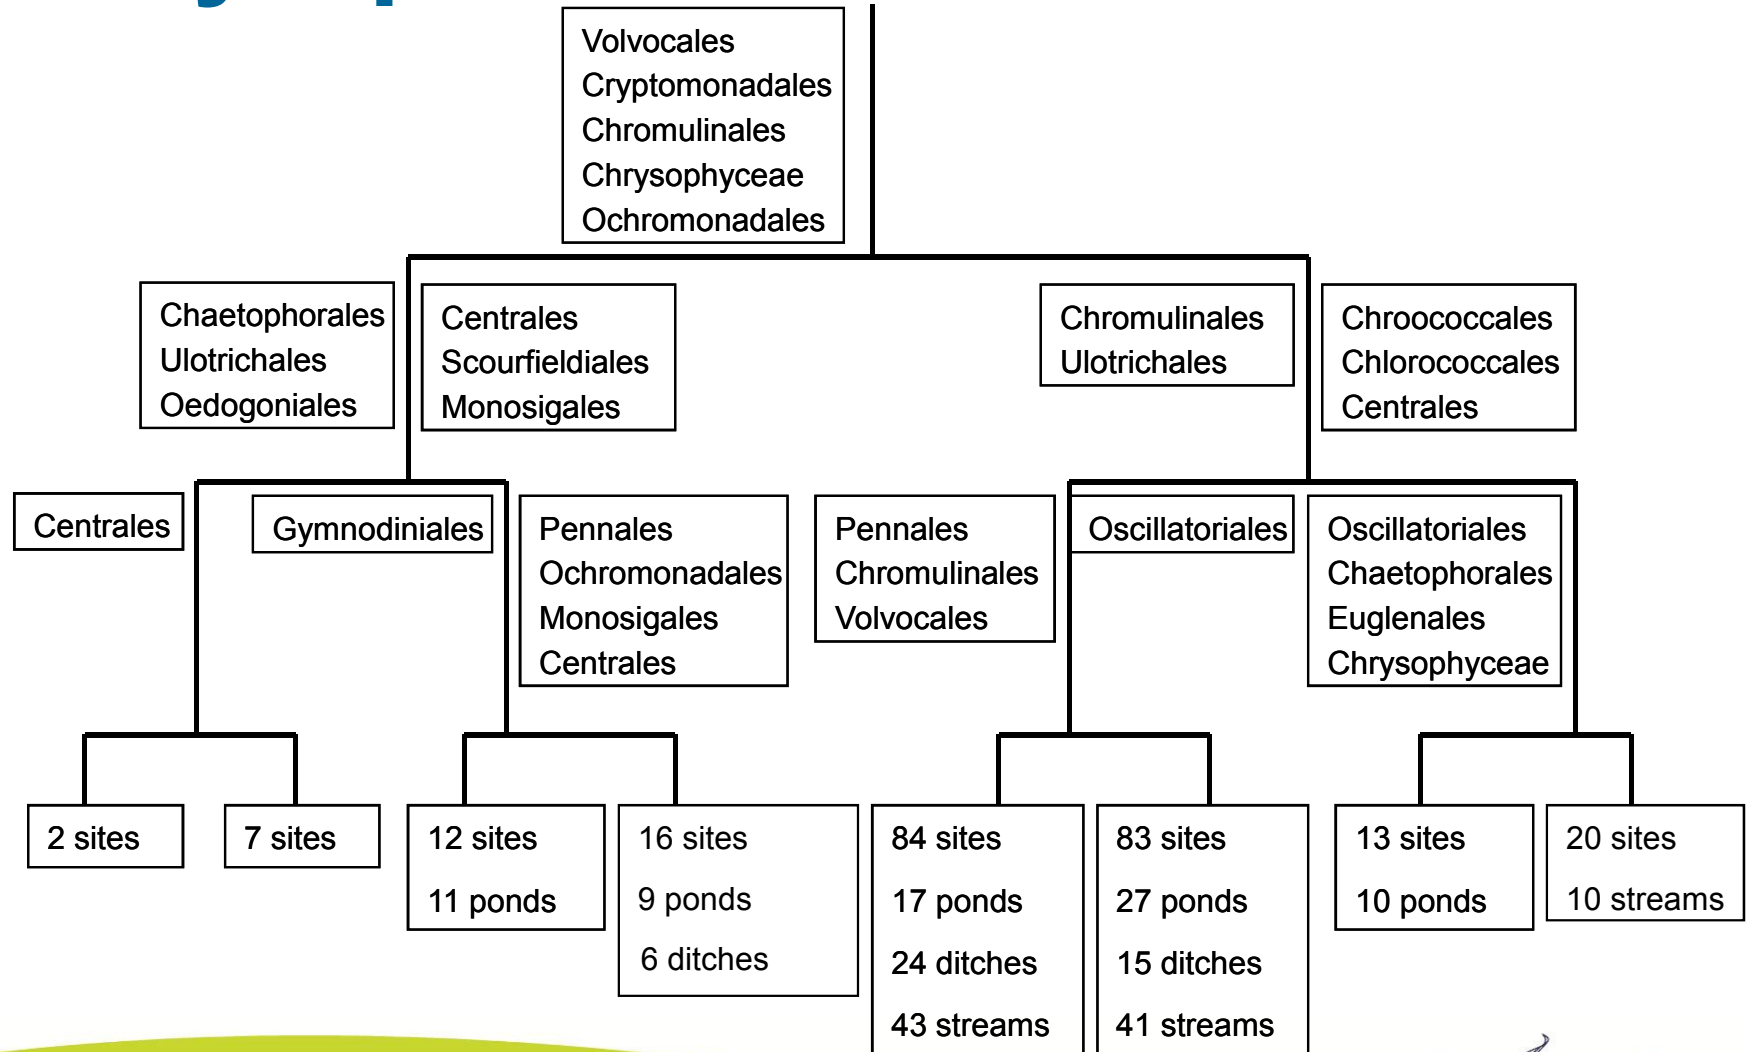 Volvocales
Cryptomonadales
Chromulinales
Chrysophyceae
Ochromonadales
Chaetophorales
Ulotrichales
Oedogoniales
Centrales
Scourfieldiales
Monosigales
Chromulinales
Ulotrichales
Chroococcales
Chlorococcales
Centrales
Centrales
Gymnodiniales
Pennales
Ochromonadales
Monosigales
Centrales
Pennales
Chromulinales
Volvocales
Oscillatoriales
Oscillatoriales
Chaetophorales
Euglenales
Chrysophyceae
2 sites
7 sites
12 sites
11 ponds
16 sites
9 ponds
6 ditches
84 sites
17 ponds
24 ditches
43 streams
83 sites
27 ponds
15 ditches
41 streams
13 sites
10 ponds
20 sites
10 streams